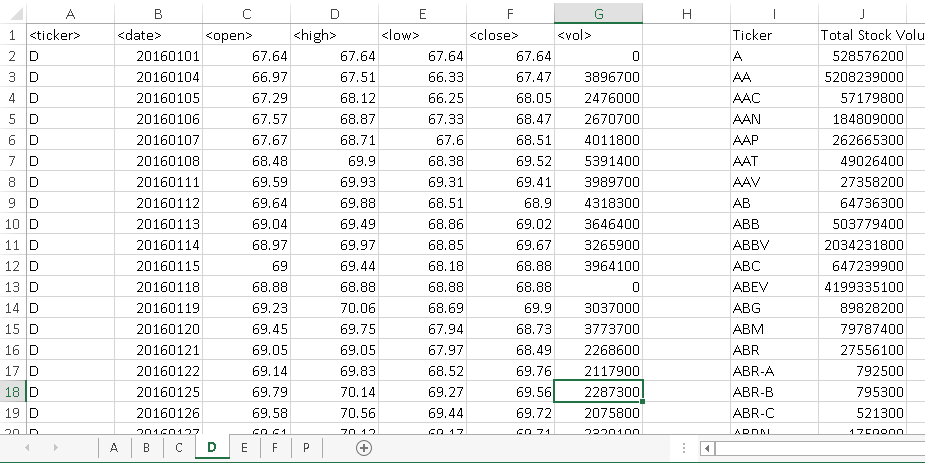 A B C D E F G H I J
1 <ticker> <date> <open> <high> <low> <close> <vol> Ticker Total Stock Volu
2 D 20160101 67.64 67.64 67.64 67.64 0 A 528576200
3 D 20160104 66.97 67.51 66.33 67.47 3896700 AA 5208239000
4 D 20160105 67.29 68.12 66.25 68.05 2476000 AAC 57179800
5 D 20160106 67.57 68.87 67.33 68.47 2670700 AAN 184809000
6 D 20160107 67.67 68.71 67.6 68.51 4011800 AAP 262665300
7 D 20160108 68.48 69.9 68.38 69.52 5391400 AAT 49026400
8 D 20160111 69.59 69.93 69.31 69.41 3989700 AAV 27358200
9 D 20160112 69.64 69.88 68.51 68.9 4318300 AB 64736300
10 D 20160113 69.04 69.49 68.86 69.02 3646400 ABB 503779400
11 D 20160114 68.97 69.97 68.85 69.67 3265900 ABBV 2034231800
12 D 20160115 69 69.44 68.18 68.88 3964100 ABC 647239900
13 D 20160118 68.88 68.88 68.88 68.88 0 ABEV 4199335100
14 D 20160119 69.23 70.06 68.69 69.9 3037000 ABG 89828200
15 D 20160120 69.45 69.75 67.94 68.73 3773700 ABM 79787400
16 D 20160121 69.05 69.05 67.97 68.49 2268600 ABR 27556100
17 D 20160122 69.14 69.83 68.52 69.76 2117900 ABR-A 792500
18 D 20160125 69.79 70.14 69.27 69.56 2287300 ABR-B 795300
19 D 20160126 69.58 70.56 69.44 69.72 2075800 ABR-C 521300
20 D 20160127 69.61 70.12 69.17 69.71
A B C D E F P